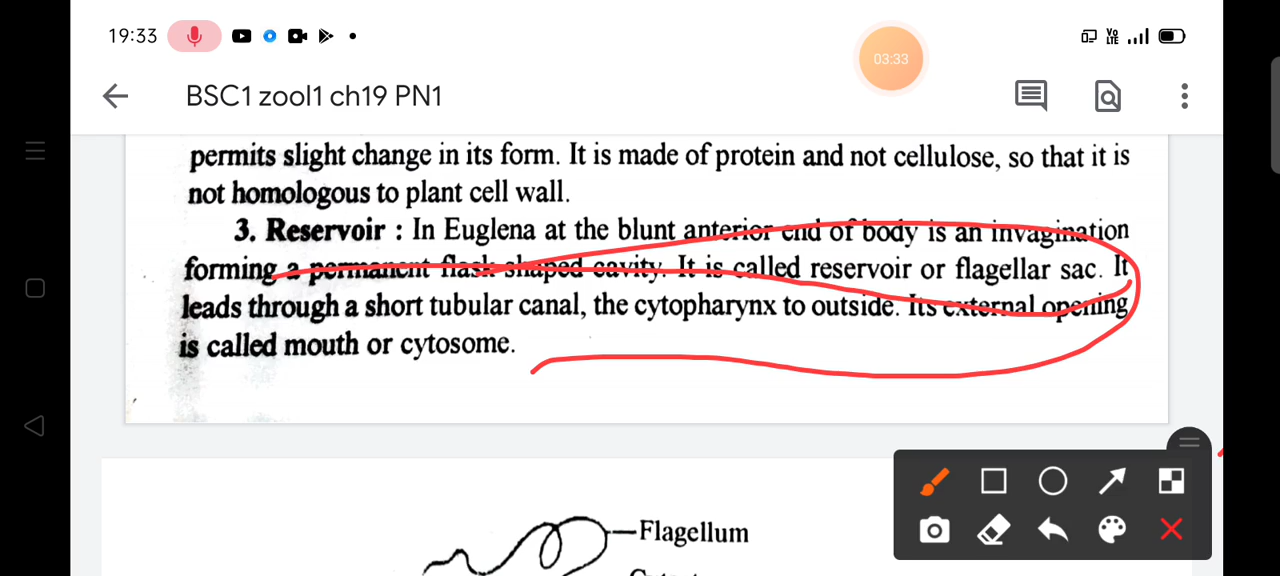 19:33
VO LTE
03:33
BSC1 zool1 ch19 PN1
permits slight change in its form. It is made of protein and not cellulose, so that it is
not homologous to plant cell wall.
3. Reservoir : In Euglena at the blunt anterior end of body is an invagination
forming a permanent flask shaped cavity. It is called reservoir or flagellar sac. It
leads through a short tubular canal, the cytopharynx to outside. Its external opening
is called mouth or cytosome.
Flagellum